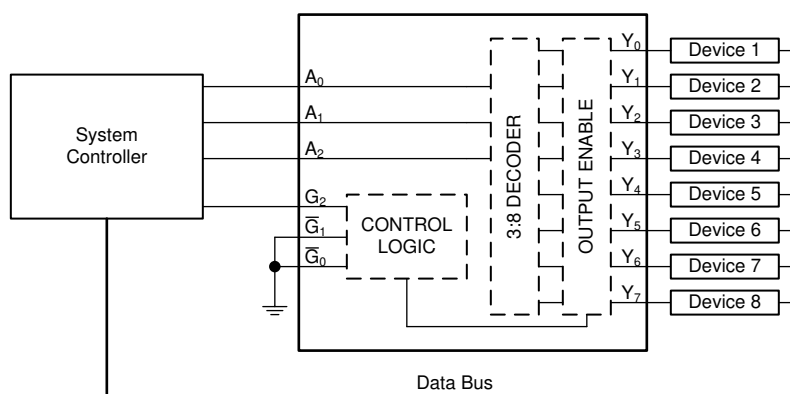 System
Controller
A0
A1
A2
G2
G̅1
G̅0
CONTROL
LOGIC
3:8 DECODER
OUTPUT ENABLE
Y0
Y1
Y2
Y3
Y4
Y5
Y6
Y7
Device 1
Device 2
Device 3
Device 4
Device 5
Device 6
Device 7
Device 8
Data Bus